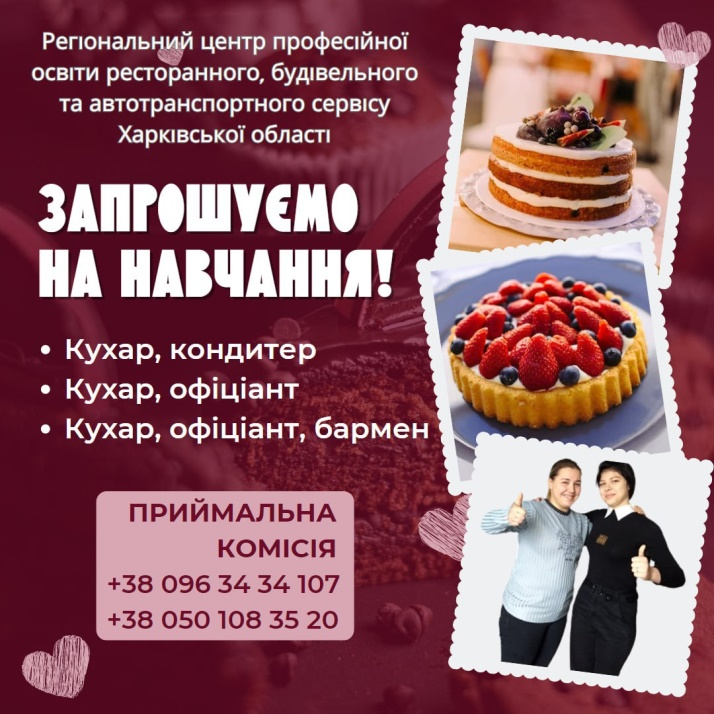 Регіональний центр професійної
освіти ресторанного, будівельного
та автотранспортного сервісу
Харківської області
ЗАПРОШУЄМО
НА НАВЧАННЯ!
• Кухар, кондитер
• Кухар, офіціант
• Кухар, офіціант, бармен
ПРИЙМАЛЬНА
КОМІСІЯ
+38 096 34 34 107
+38 050 108 35 20